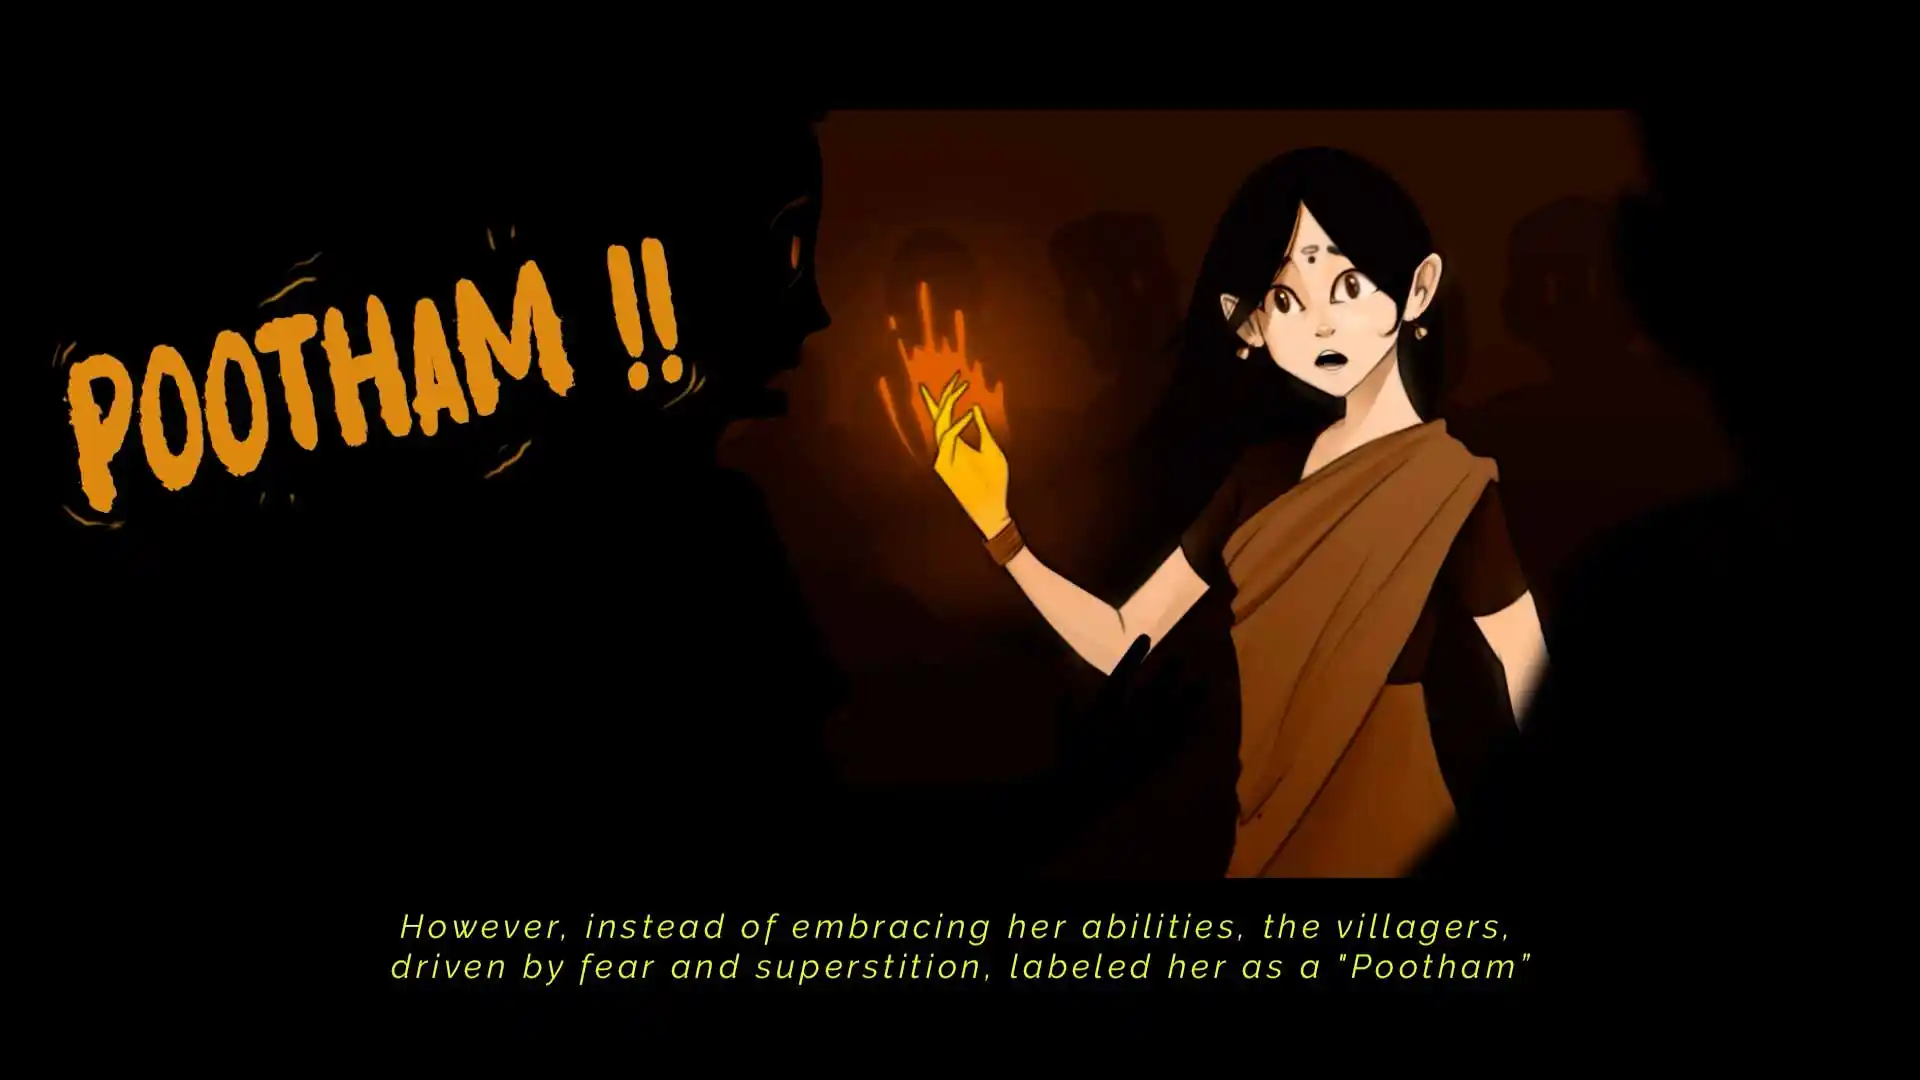 POOTHAM !!
However, instead of embracing her abilities, the villagers,
driven by fear and superstition, labeled her as a "Pootham”